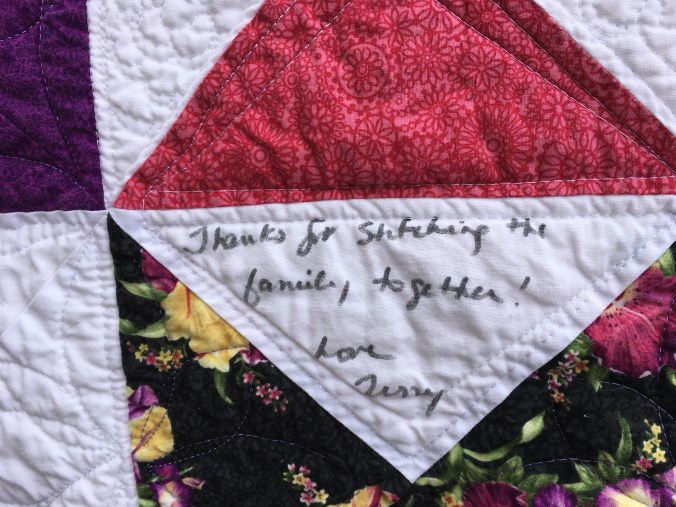 Thanks for Stitching the
family together!
Love
Terry